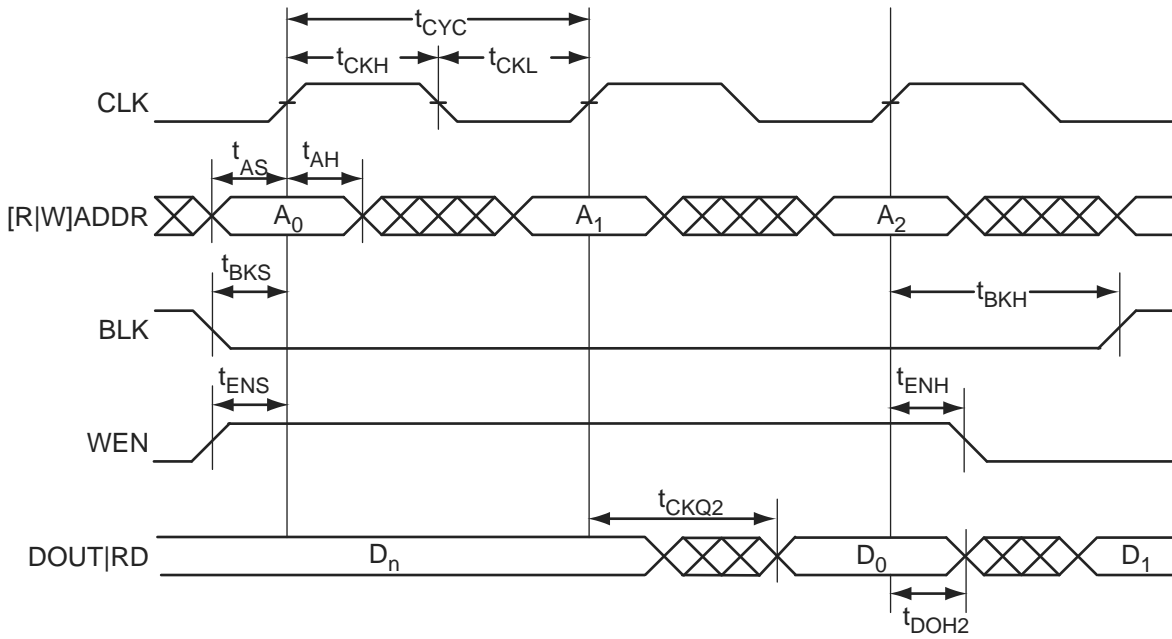 tCYC
tCKH tCKL
CLK
tAS tAH
[R|W]ADDR A0 A1 A2
tBKS tBKH
BLK
tENS tENH
WEN
tCKQ2
DOUT|RD Dn D0 D1
tDOH2